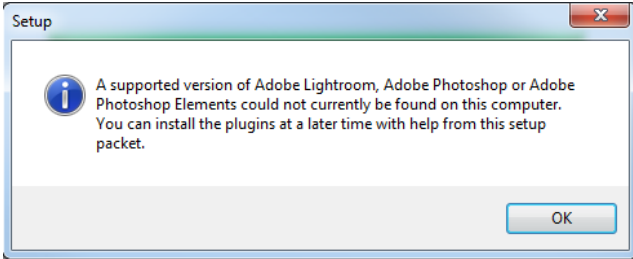 Setup
A supported version of Adobe Lightroom, Adobe Photoshop or Adobe
Photoshop Elements could not currently be found on this computer.
You can install the plugins at a later time with help from this setup
packet.
OK